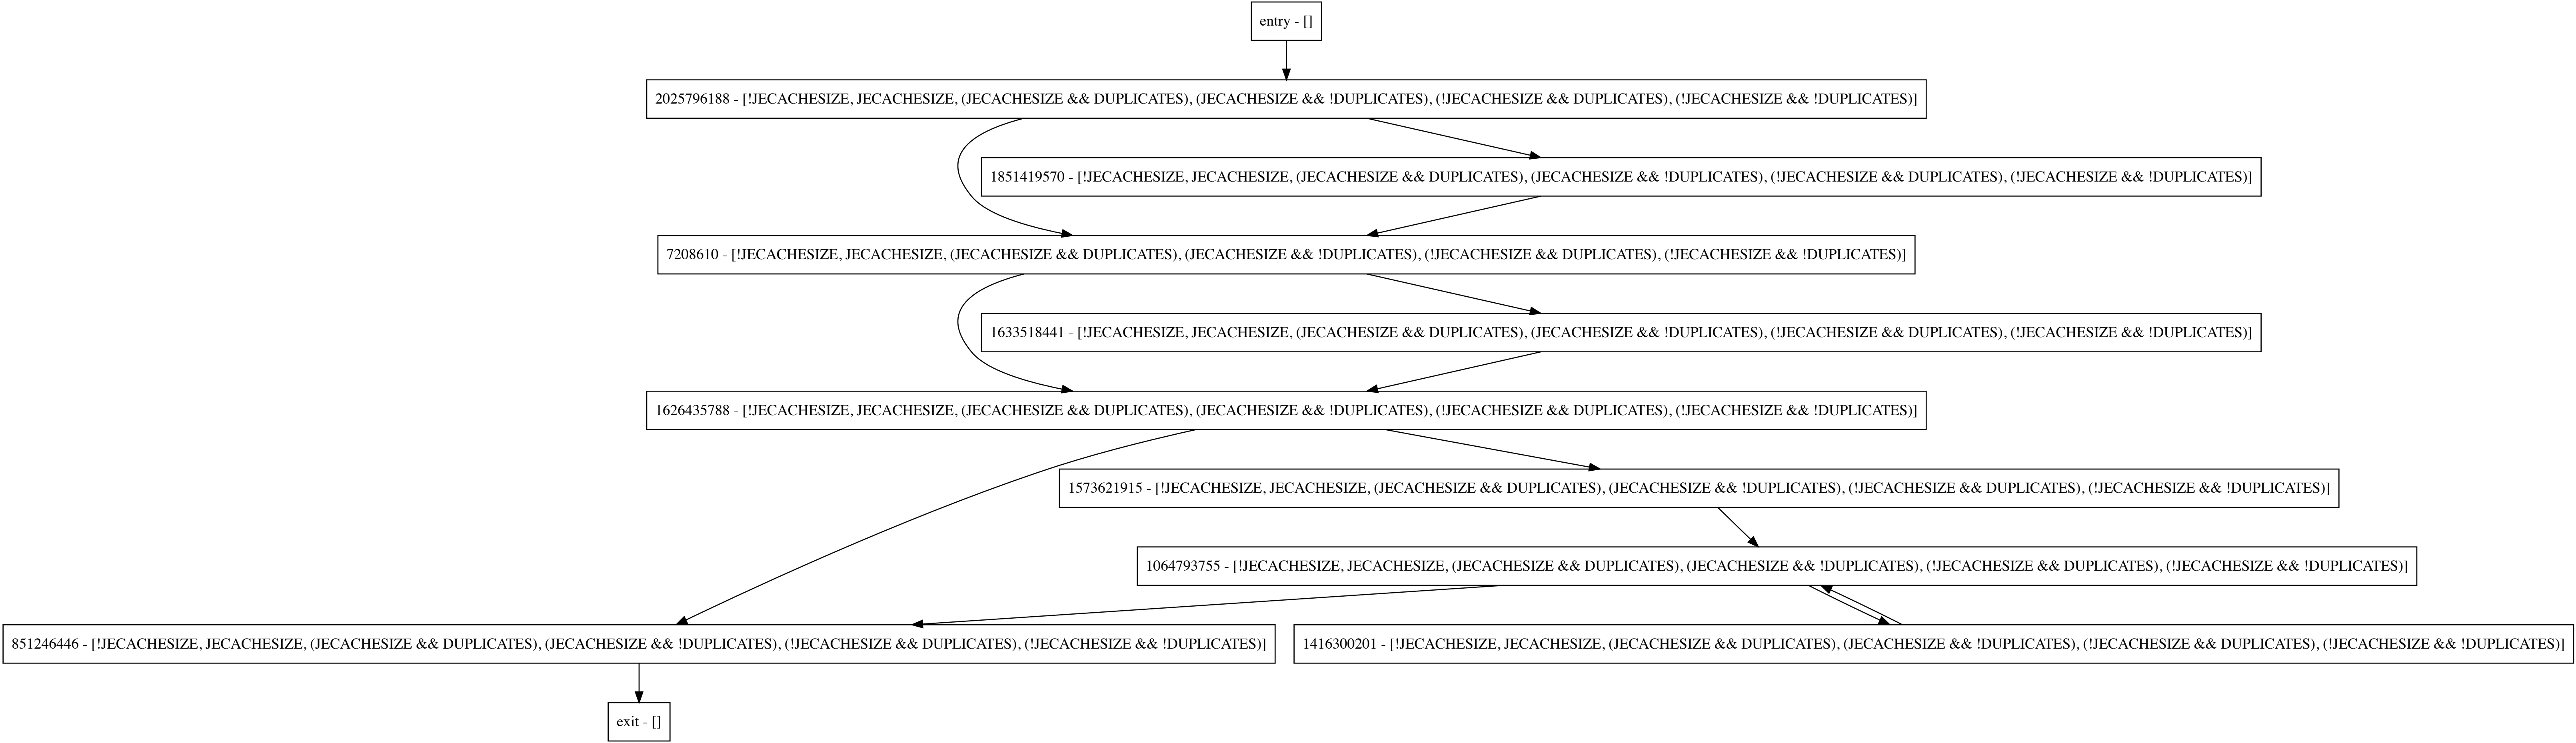 entry - []
2025796188 - [!JECACHESIZE, JECACHESIZE, (JECACHESIZE && DUPLICATES), (JECACHESIZE && !DUPLICATES), (!JECACHESIZE && DUPLICATES), (!JECACHESIZE && !DUPLICATES)]
1851419570 - [!JECACHESIZE, JECACHESIZE, (JECACHESIZE && DUPLICATES), (JECACHESIZE && !DUPLICATES), (!JECACHESIZE && DUPLICATES), (!JECACHESIZE && !DUPLICATES)]
7208610 - [!JECACHESIZE, JECACHESIZE, (JECACHESIZE && DUPLICATES), (JECACHESIZE && !DUPLICATES), (!JECACHESIZE && DUPLICATES), (!JECACHESIZE && !DUPLICATES)]
1633518441 - [!JECACHESIZE, JECACHESIZE, (JECACHESIZE && DUPLICATES), (JECACHESIZE && !DUPLICATES), (!JECACHESIZE && DUPLICATES), (!JECACHESIZE && !DUPLICATES)]
1626435788 - [!JECACHESIZE, JECACHESIZE, (JECACHESIZE && DUPLICATES), (JECACHESIZE && !DUPLICATES), (!JECACHESIZE && DUPLICATES), (!JECACHESIZE && !DUPLICATES)]
1573621915 - [!JECACHESIZE, JECACHESIZE, (JECACHESIZE && DUPLICATES), (JECACHESIZE && !DUPLICATES), (!JECACHESIZE && DUPLICATES), (!JECACHESIZE && !DUPLICATES)]
1064793755 - [!JECACHESIZE, JECACHESIZE, (JECACHESIZE && DUPLICATES), (JECACHESIZE && !DUPLICATES), (!JECACHESIZE && DUPLICATES), (!JECACHESIZE && !DUPLICATES)]
851246446 - [!JECACHESIZE, JECACHESIZE, (JECACHESIZE && DUPLICATES), (JECACHESIZE && !DUPLICATES), (!JECACHESIZE && DUPLICATES), (!JECACHESIZE && !DUPLICATES)]
1416300201 - [!JECACHESIZE, JECACHESIZE, (JECACHESIZE && DUPLICATES), (JECACHESIZE && !DUPLICATES), (!JECACHESIZE && DUPLICATES), (!JECACHESIZE && !DUPLICATES)]
exit - []